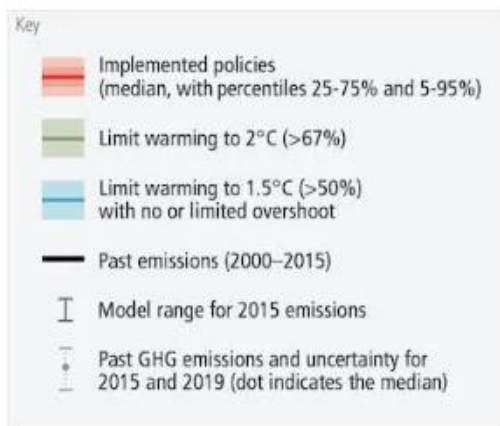 Key
Implemented policies
(median, with percentiles 25-75% and 5-95%)
Limit warming to 2°C (>67%)
Limit warming to 1.5°C (>50%)
with no or limited overshoot
Past emissions (2000–2015)
Model range for 2015 emissions
Past GHG emissions and uncertainty for
2015 and 2019 (dot indicates the median)